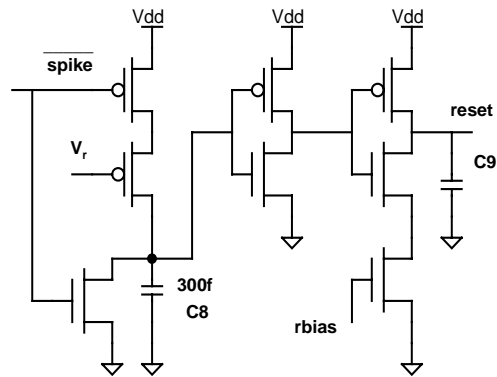 Vdd Vdd Vdd
spike
reset
Vr
C9
300f
C8
rbias